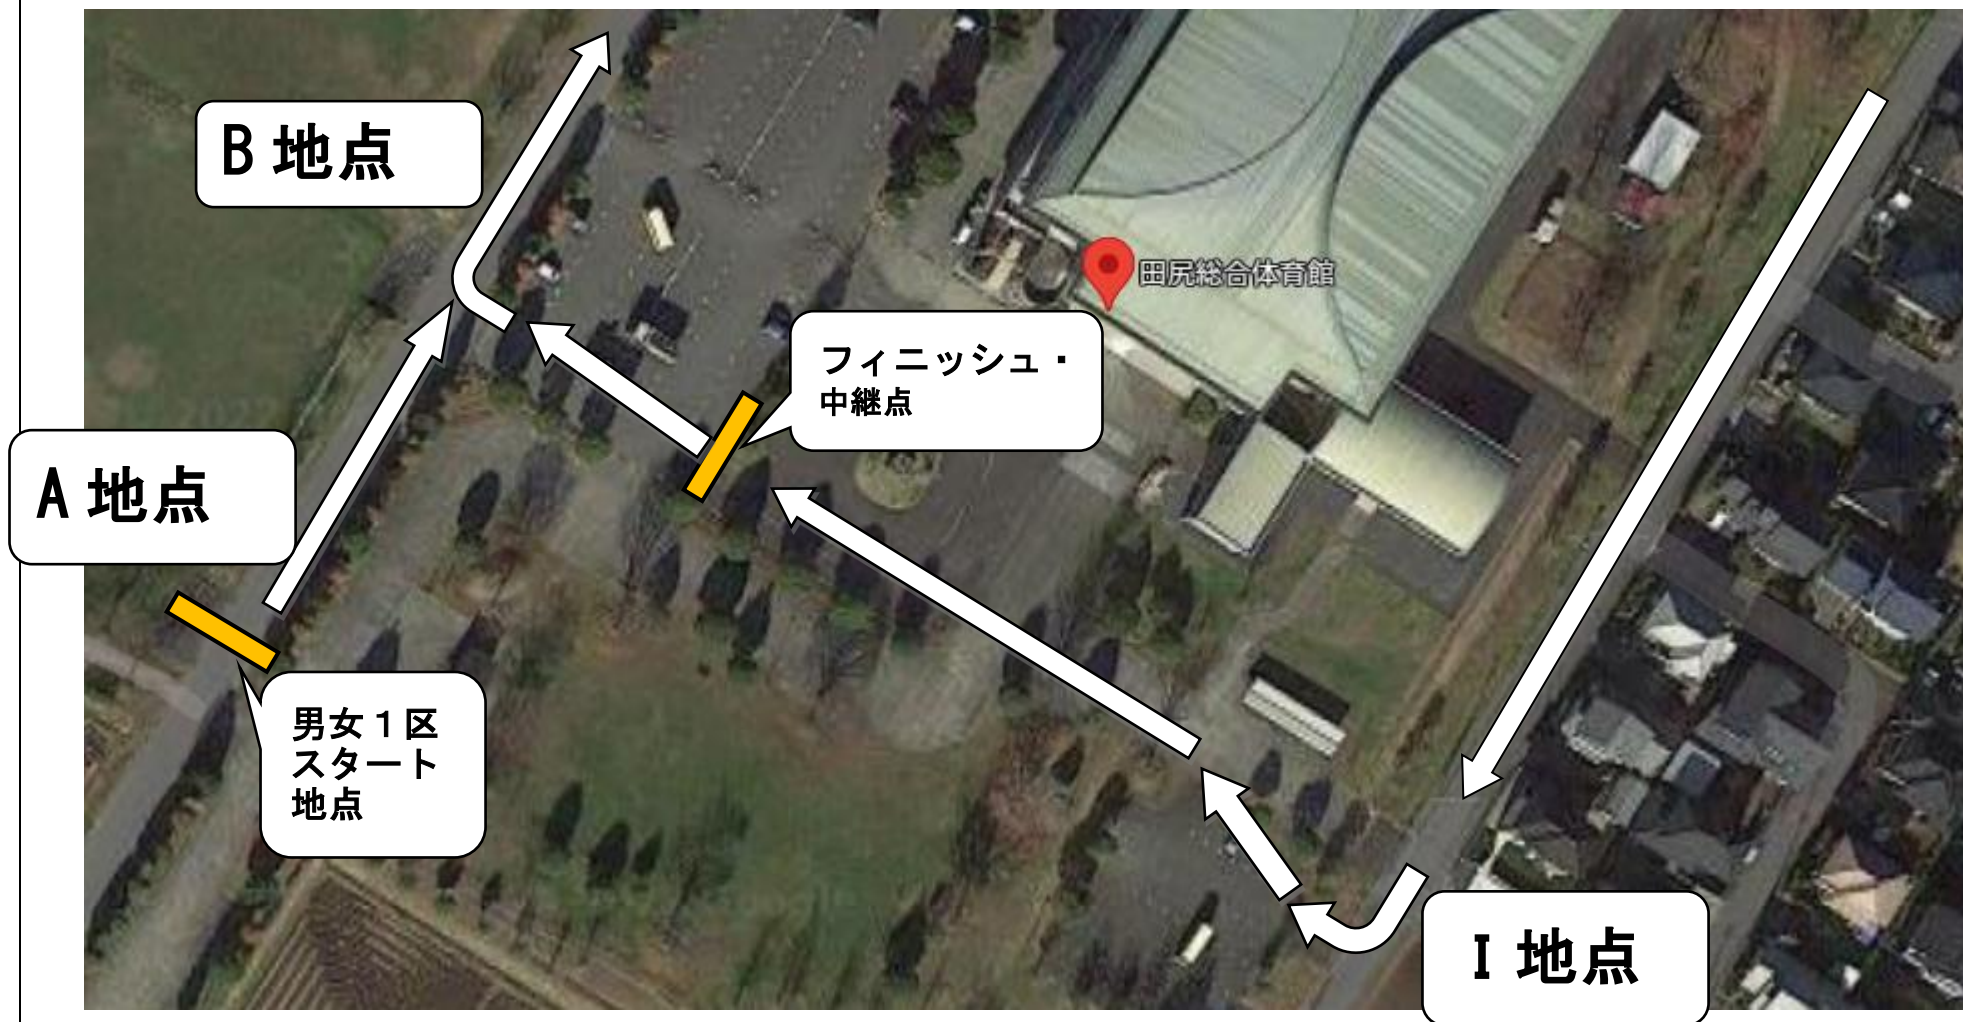 B 地点
田尻総合体育館
フィニッシュ・
中継点
A 地点
男女１区
スタート
地点
I 地点